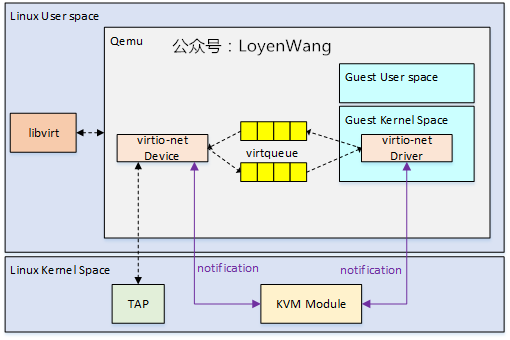 Linux User space
Qemu
公众号：LoyenWang
Guest User space
Guest Kernel Space
libvirt
virtio-net
Device
virtqueue
virtio-net
Driver
Linux Kernel Space
notification
notification
TAP
KVM Module